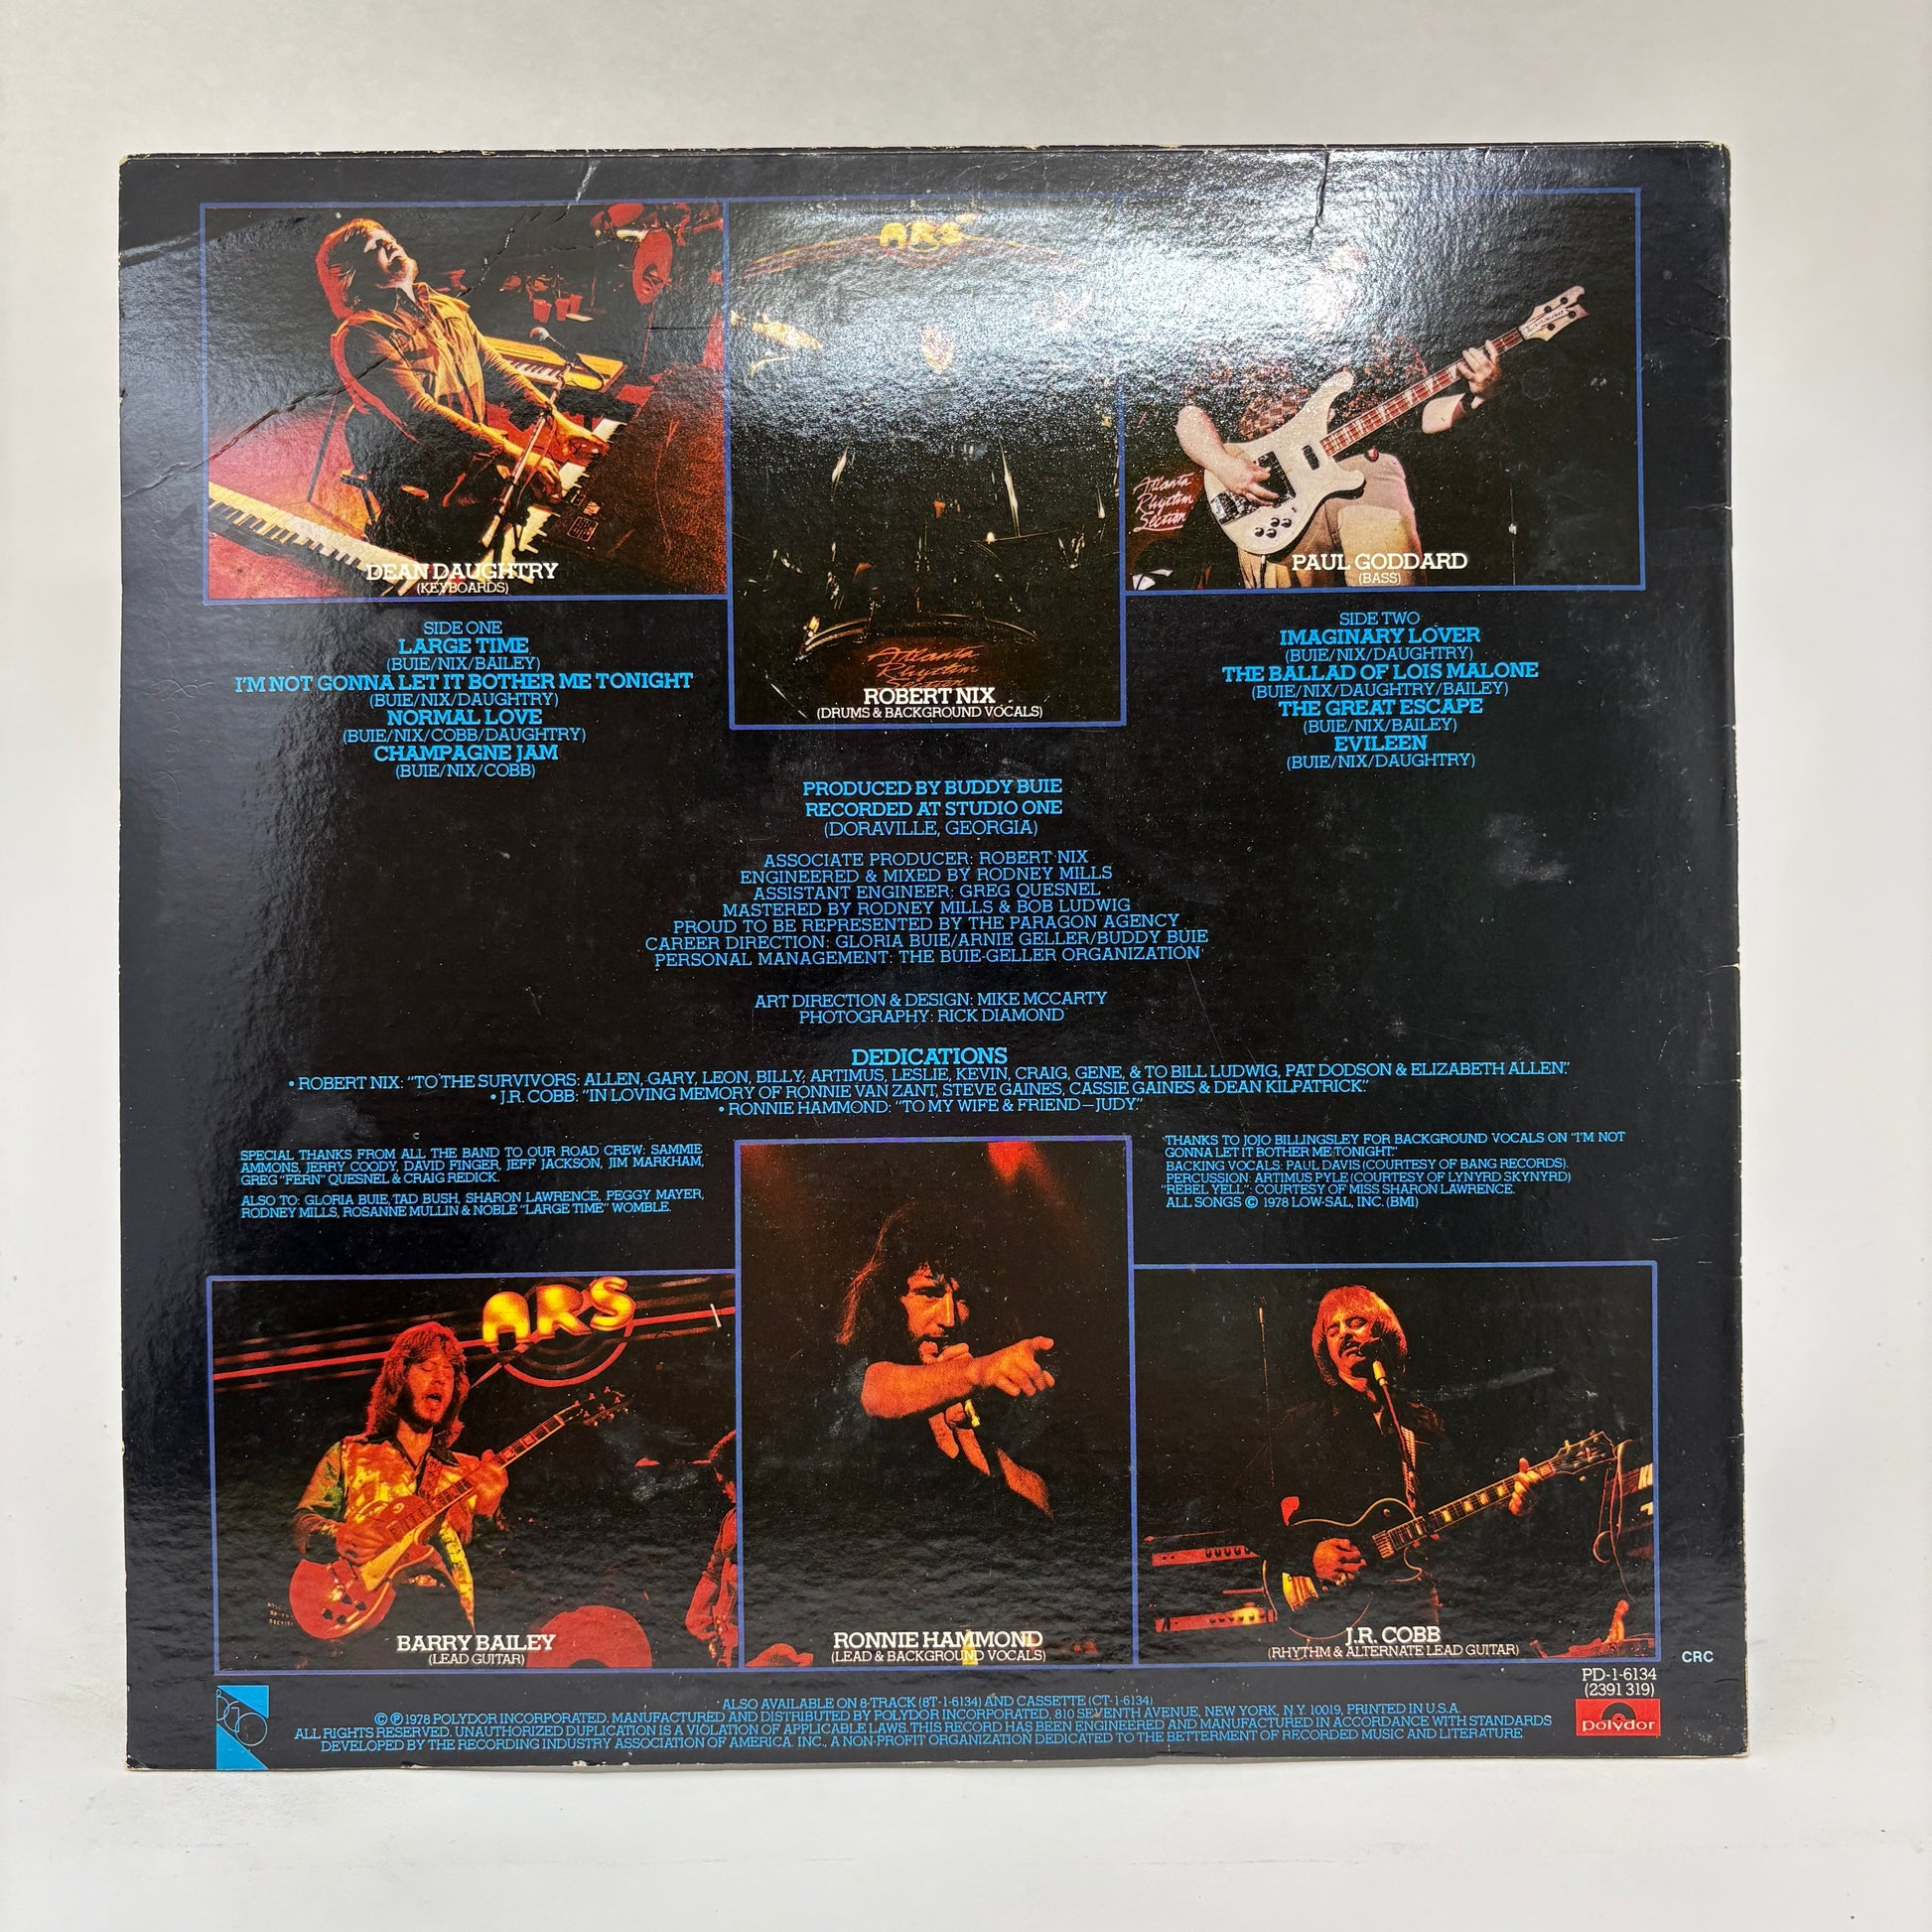 ARS
Atlanta
Rhythm
Section
DEAN DAUGHTRY
(KEYBOARDS)
Atlanta
Rhythm
Section
ROBERT NIX
(DRUMS & BACKGROUND VOCALS)
PAUL GODDARD
(BASS)
SIDE ONE
LARGE TIME
(BUIE/NIX/BAILEY)
I'M NOT GONNA LET IT BOTHER ME TONIGHT
(BUIE/NIX/DAUGHTRY)
NORMAL LOVE
(BUIE/NIX/COBB/DAUGHTRY)
CHAMPAGNE JAM
(BUIE/NIX/COBB)
SIDE TWO
IMAGINARY LOVER
(BUIE/NIX/DAUGHTRY)
THE BALLAD OF LOIS MALONE
(BUIE/NIX/DAUGHTRY/BAILEY)
THE GREAT ESCAPE
(BUIE/NIX/BAILEY)
EVILEEN
(BUIE/NIX/DAUGHTRY)
PRODUCED BY BUDDY BUIE
RECORDED AT STUDIO ONE
(DORAVILLE, GEORGIA)
ASSOCIATE PRODUCER: ROBERT NIX
ENGINEERED & MIXED BY RODNEY MILLS
ASSISTANT ENGINEER: GREG QUESNEL
MASTERED BY RODNEY MILLS & BOB LUDWIG
PROUD TO BE REPRESENTED BY THE PARAGON AGENCY
CAREER DIRECTION: GLORIA BUIE/ARNIE GELLER/BUDDY BUIE
PERSONAL MANAGEMENT: THE BUIE-GELLER ORGANIZATION
ART DIRECTION & DESIGN: MIKE MCCARTY
PHOTOGRAPHY: RICK DIAMOND
DEDICATIONS
• ROBERT NIX: "TO THE SURVIVORS: ALLEN, GARY, LEON, BILLY, ARTIMUS, LESLIE, KEVIN, CRAIG, GENE, & TO BILL LUDWIG, PAT DODSON & ELIZABETH ALLEN."
• J.R. COBB: "IN LOVING MEMORY OF RONNIE VAN ZANT, STEVE GAINES, CASSIE GAINES & DEAN KILPATRICK."
• RONNIE HAMMOND: "TO MY WIFE & FRIEND—JUDY."
SPECIAL THANKS FROM ALL THE BAND TO OUR ROAD CREW: SAMMIE
AMMONS, JERRY COODY, DAVID FINGER, JEFF JACKSON, JIM MARKHAM,
GREG "FERN" QUESNEL & CRAIG REDICK.
ALSO TO: GLORIA BUIE, TAD BUSH, SHARON LAWRENCE, PEGGY MAYER,
RODNEY MILLS, ROSANNE MULLIN & NOBLE "LARGE TIME" WOMBLE.
THANKS TO JOJO BILLINGSLEY FOR BACKGROUND VOCALS ON "I'M NOT
GONNA LET IT BOTHER ME TONIGHT."
BACKING VOCALS: PAUL DAVIS (COURTESY OF BANG RECORDS).
PERCUSSION: ARTIMUS PYLE (COURTESY OF LYNYRD SKYNYRD)
"REBEL YELL": COURTESY OF MISS SHARON LAWRENCE.
ALL SONGS © 1978 LOW-SAL, INC. (BMI)
ARS
BARRY BAILEY
(LEAD GUITAR)
RONNIE HAMMOND
(LEAD & BACKGROUND VOCALS)
J.R. COBB
(RHYTHM & ALTERNATE LEAD GUITAR)
CRC
PD-1-6134
(2391 319)
polydor
ALSO AVAILABLE ON 8-TRACK (8T-1-6134) AND CASSETTE (CT-1-6134)
© ℗ 1978 POLYDOR INCORPORATED. MANUFACTURED AND DISTRIBUTED BY POLYDOR INCORPORATED, 810 SEVENTH AVENUE, NEW YORK, N.Y. 10019, PRINTED IN U.S.A.
ALL RIGHTS RESERVED. UNAUTHORIZED DUPLICATION IS A VIOLATION OF APPLICABLE LAWS. THIS RECORD HAS BEEN ENGINEERED AND MANUFACTURED IN ACCORDANCE WITH STANDARDS
DEVELOPED BY THE RECORDING INDUSTRY ASSOCIATION OF AMERICA. INC., A NON-PROFIT ORGANIZATION DEDICATED TO THE BETTERMENT OF RECORDED MUSIC AND LITERATURE